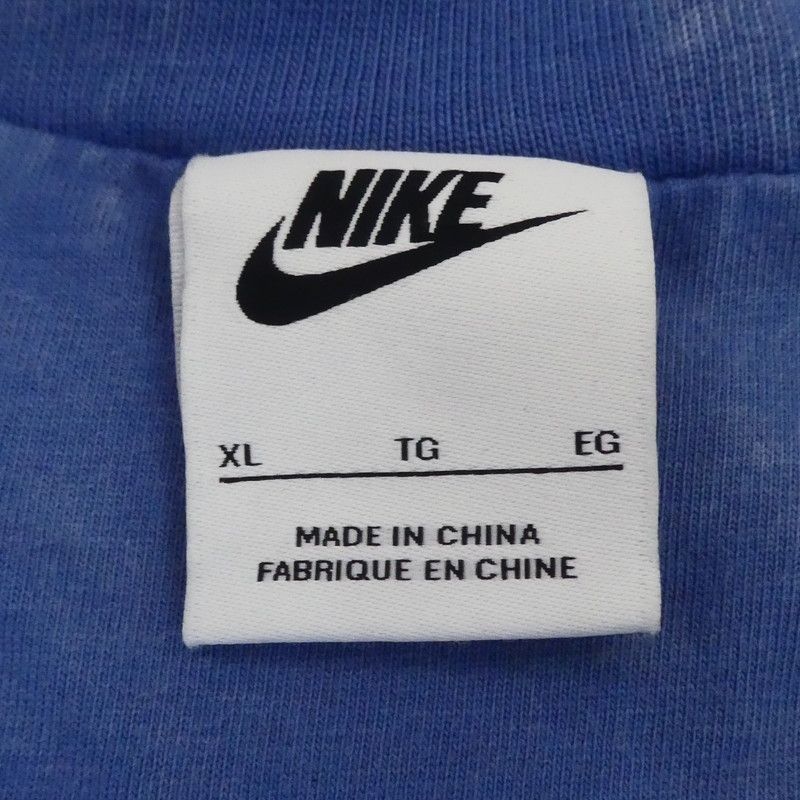 NIKE
XL TG EG
MADE IN CHINA
FABRIQUE EN CHINE